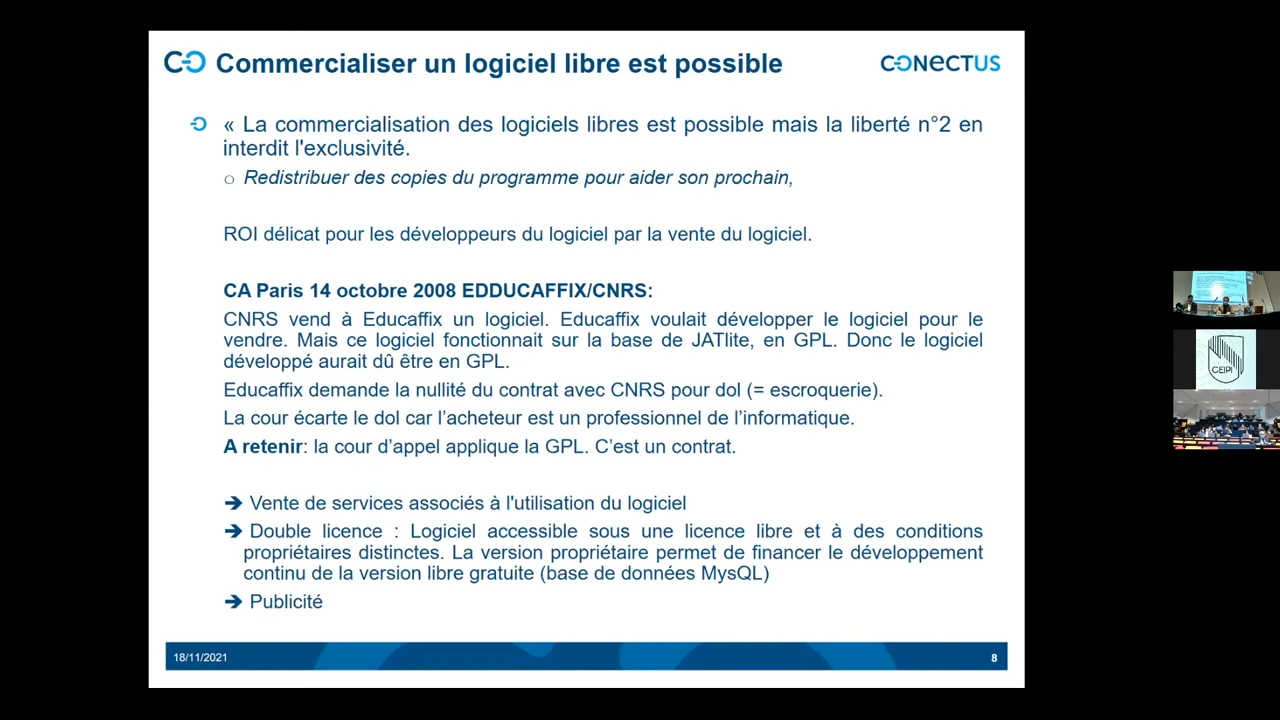 Commercialiser un logiciel libre est possible
CONECTUS
« La commercialisation des logiciels libres est possible mais la liberté n°2 en
interdit l'exclusivité.
Redistribuer des copies du programme pour aider son prochain,
ROI délicat pour les développeurs du logiciel par la vente du logiciel.
CA Paris 14 octobre 2008 EDDUCAFFIX/CNRS:
CNRS vend à Educaffix un logiciel. Educaffix voulait développer le logiciel pour le
vendre. Mais ce logiciel fonctionnait sur la base de JATlite, en GPL. Donc le logiciel
développé aurait dû être en GPL.
Educaffix demande la nullité du contrat avec CNRS pour dol (= escroquerie).
La cour écarte le dol car l'acheteur est un professionnel de l'informatique.
A retenir: la cour d'appel applique la GPL. C'est un contrat.
➔ Vente de services associés à l'utilisation du logiciel
➔ Double licence : Logiciel accessible sous une licence libre et à des conditions
propriétaires distinctes. La version propriétaire permet de financer le développement
continu de la version libre gratuite (base de données MysQL)
➔ Publicité
18/11/2021
8
CEIPI